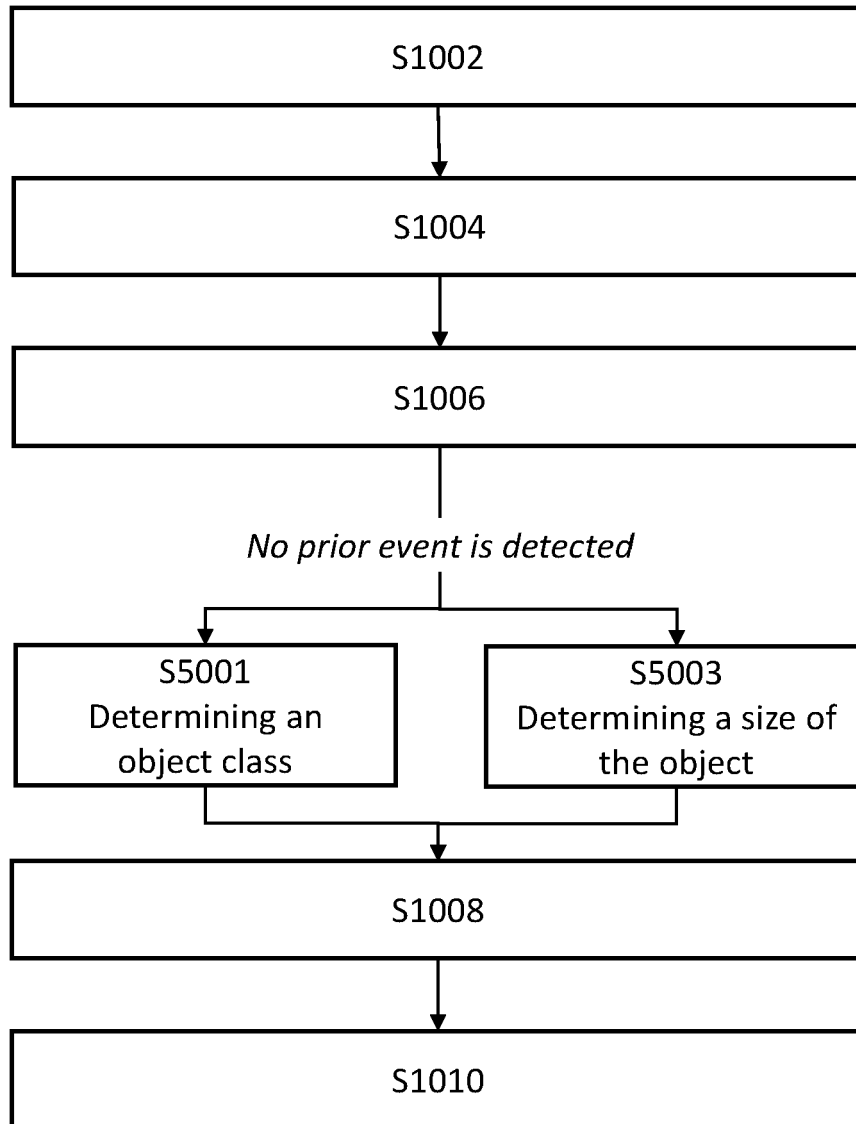 S1002
S1004
S1006
No prior event is detected
S5001
Determining an
object class
S5003
Determining a size of
the object
S1008
S1010